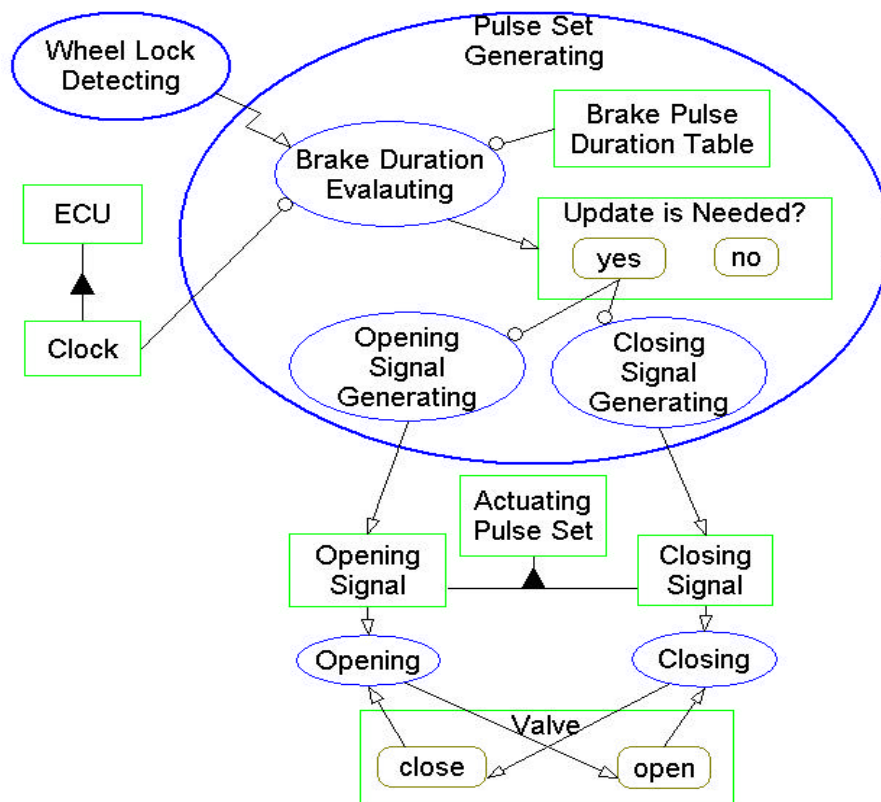 Wheel Lock
Detecting
Pulse Set
Generating
Brake Pulse
Duration Table
Brake Duration
Evalauting
ECU
Update is Needed?
yes
no
Clock
Opening
Signal
Generating
Closing
Signal
Generating
Actuating
Pulse Set
Opening
Signal
Closing
Signal
Opening
Closing
Valve
close
open